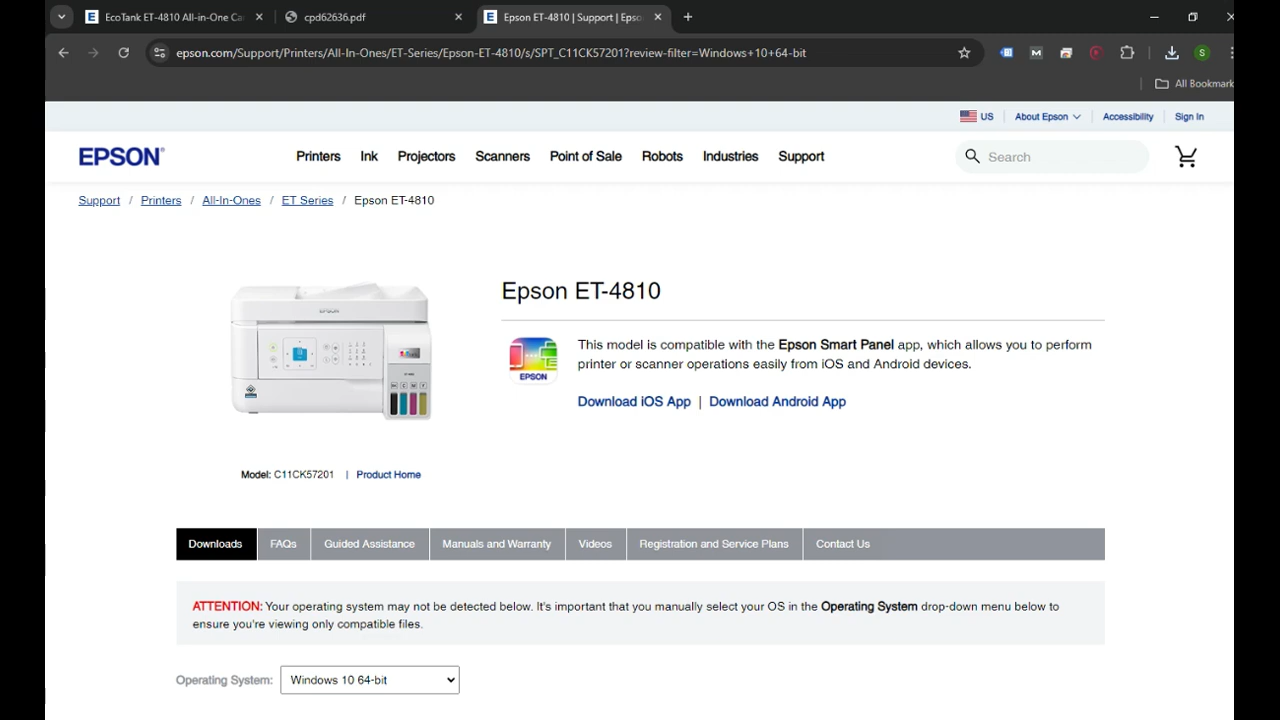 EcoTank ET-4810 All-in-One Ca
cpd62636.pdf
Epson ET-4810 | Support | Epso
epson.com/Support/Printers/All-In-Ones/ET-Series/Epson-ET-4810/s/SPT_C11CK57201?review-filter=Windows+10+64-bit
All Bookmark
US
About Epson
Accessibility
Sign In
EPSON®
Printers
Ink
Projectors
Scanners
Point of Sale
Robots
Industries
Support
Search
Support / Printers / All-In-Ones / ET Series / Epson ET-4810
EPSON
Epson ET-4810
EPSON
This model is compatible with the Epson Smart Panel app, which allows you to perform
printer or scanner operations easily from iOS and Android devices.
Download iOS App | Download Android App
Model: C11CK57201 | Product Home
Downloads
FAQs
Guided Assistance
Manuals and Warranty
Videos
Registration and Service Plans
Contact Us
ATTENTION: Your operating system may not be detected below. It's important that you manually select your OS in the Operating System drop-down menu below to
ensure you're viewing only compatible files.
Operating System: Windows 10 64-bit